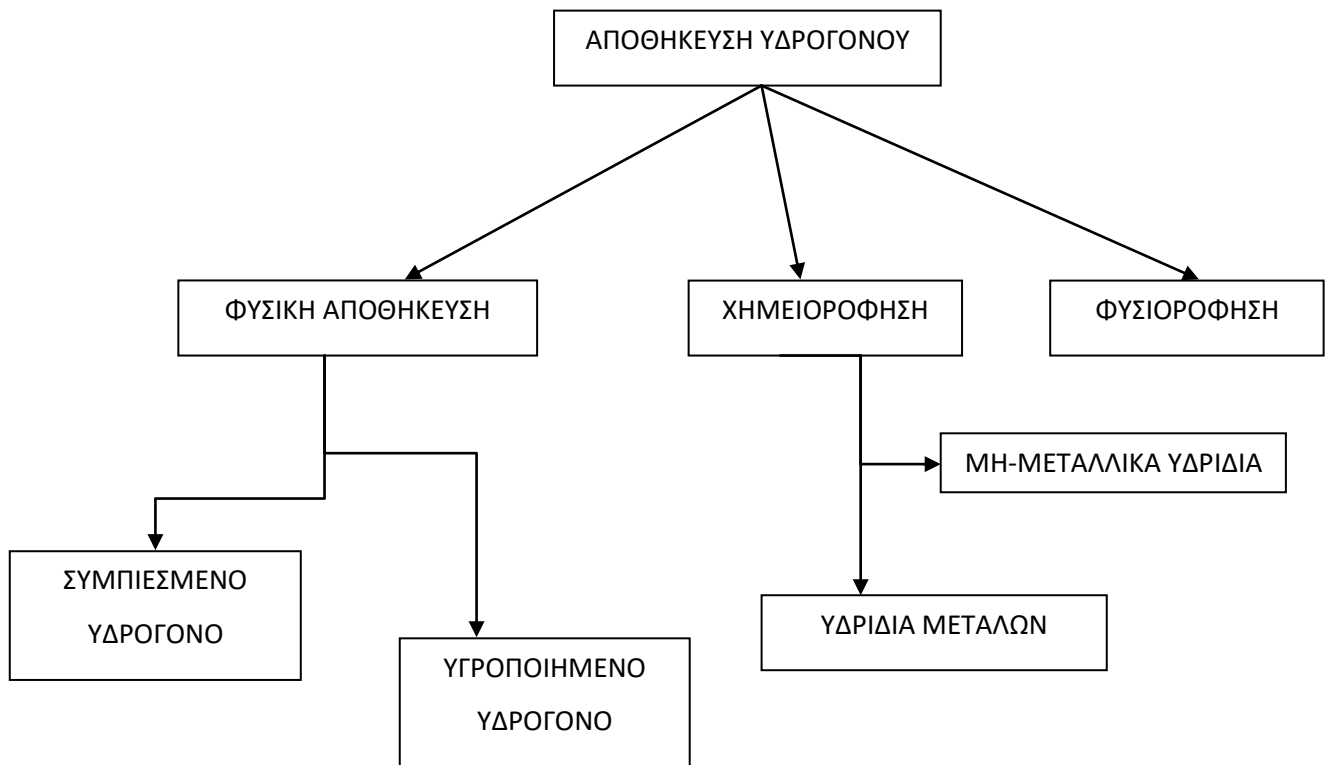 ΑΠΟΘΗΚΕΥΣΗ ΥΔΡΟΓΟΝΟΥ
ΦΥΣΙΚΗ ΑΠΟΘΗΚΕΥΣΗ
ΧΗΜΕΙΟΡΟΦΗΣΗ
ΦΥΣΙΟΡΟΦΗΣΗ
ΜΗ-ΜΕΤΑΛΛΙΚΑ ΥΔΡΙΔΙΑ
ΣΥΜΠΙΕΣΜΕΝΟ
ΥΔΡΟΓΟΝΟ
ΥΔΡΙΔΙΑ ΜΕΤΑΛΩΝ
ΥΓΡΟΠΟΙΗΜΕΝΟ
ΥΔΡΟΓΟΝΟ